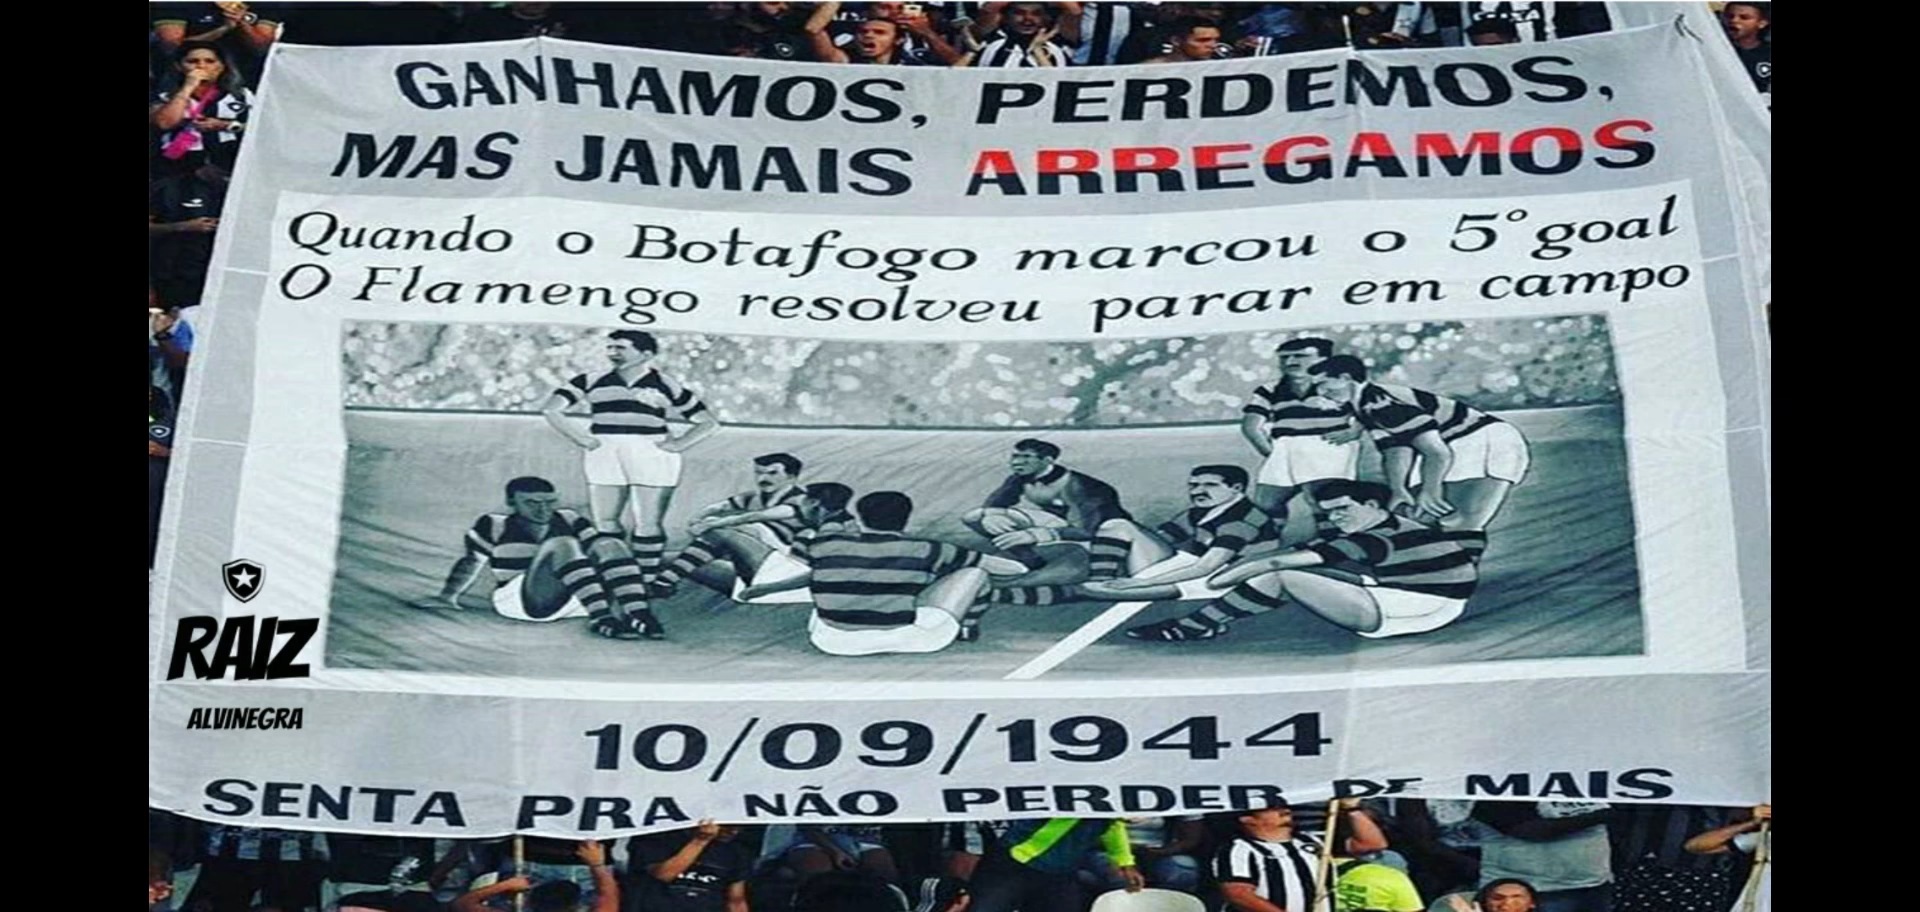 GANHAMOS, PERDEMOS,
MAS JAMAIS ARREGAMOS
Quando o Botafogo marcou o 5° goal
O Flamengo resolveu parar em campo
RAIZ
ALVINEGRA
10/09/1944
SENTA PRA NÃO PERDER DE MAIS